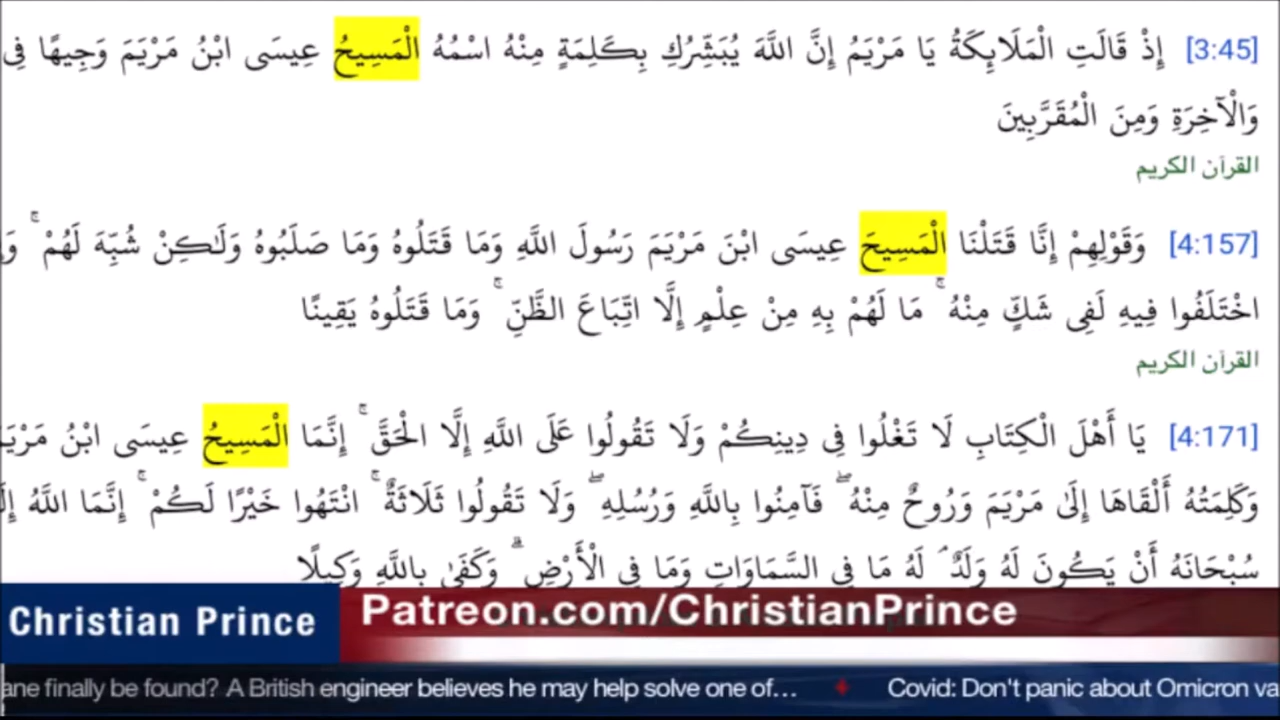 [3:45] إِذْ قَالَتِ الْمَلَائِكَةُ يَا مَرْيَمُ إِنَّ اللَّهَ يُبَشِّرُكِ بِكَلِمَةٍ مِنْهُ اسْمُهُ الْمَسِيحُ عِيسَى ابْنُ مَرْيَمَ وَجِيهًا فِي
وَالْآخِرَةِ وَمِنَ الْمُقَرَّبِينَ
القرآن الكريم
[4:157] وَقَوْلِهِمْ إِنَّا قَتَلْنَا الْمَسِيحَ عِيسَى ابْنَ مَرْيَمَ رَسُولَ اللَّهِ وَمَا قَتَلُوهُ وَمَا صَلَبُوهُ وَلَٰكِنْ شُبِّهَ لَهُمْ ۚ
اخْتَلَفُوا فِيهِ لَفِي شَكٍّ مِنْهُ ۚ مَا لَهُمْ بِهِ مِنْ عِلْمٍ إِلَّا اتِّبَاعَ الظَّنِّ ۚ وَمَا قَتَلُوهُ يَقِينًا
القرآن الكريم
[4:171] يَا أَهْلَ الْكِتَابِ لَا تَغْلُوا فِي دِينِكُمْ وَلَا تَقُولُوا عَلَى اللَّهِ إِلَّا الْحَقَّ ۚ إِنَّمَا الْمَسِيحُ عِيسَى ابْنُ مَرْيَمَ
وَكَلِمَتُهُ أَلْقَاهَا إِلَىٰ مَرْيَمَ وَرُوحٌ مِنْهُ ۖ فَآمِنُوا بِاللَّهِ وَرُسُلِهِ ۖ وَلَا تَقُولُوا ثَلَاثَةٌ ۚ انْتَهُوا خَيْرًا لَكُمْ ۚ إِنَّمَا اللَّهُ
سُبْحَانَهُ أَنْ يَكُونَ لَهُ وَلَدٌ ۘ لَهُ مَا فِي السَّمَاوَاتِ وَمَا فِي الْأَرْضِ ۗ وَكَفَىٰ بِاللَّهِ وَكِيلًا
Christian Prince
Patreon.com/ChristianPrince
ane finally be found? A British engineer believes he may help solve one of... Covid: Don't panic about Omicron va